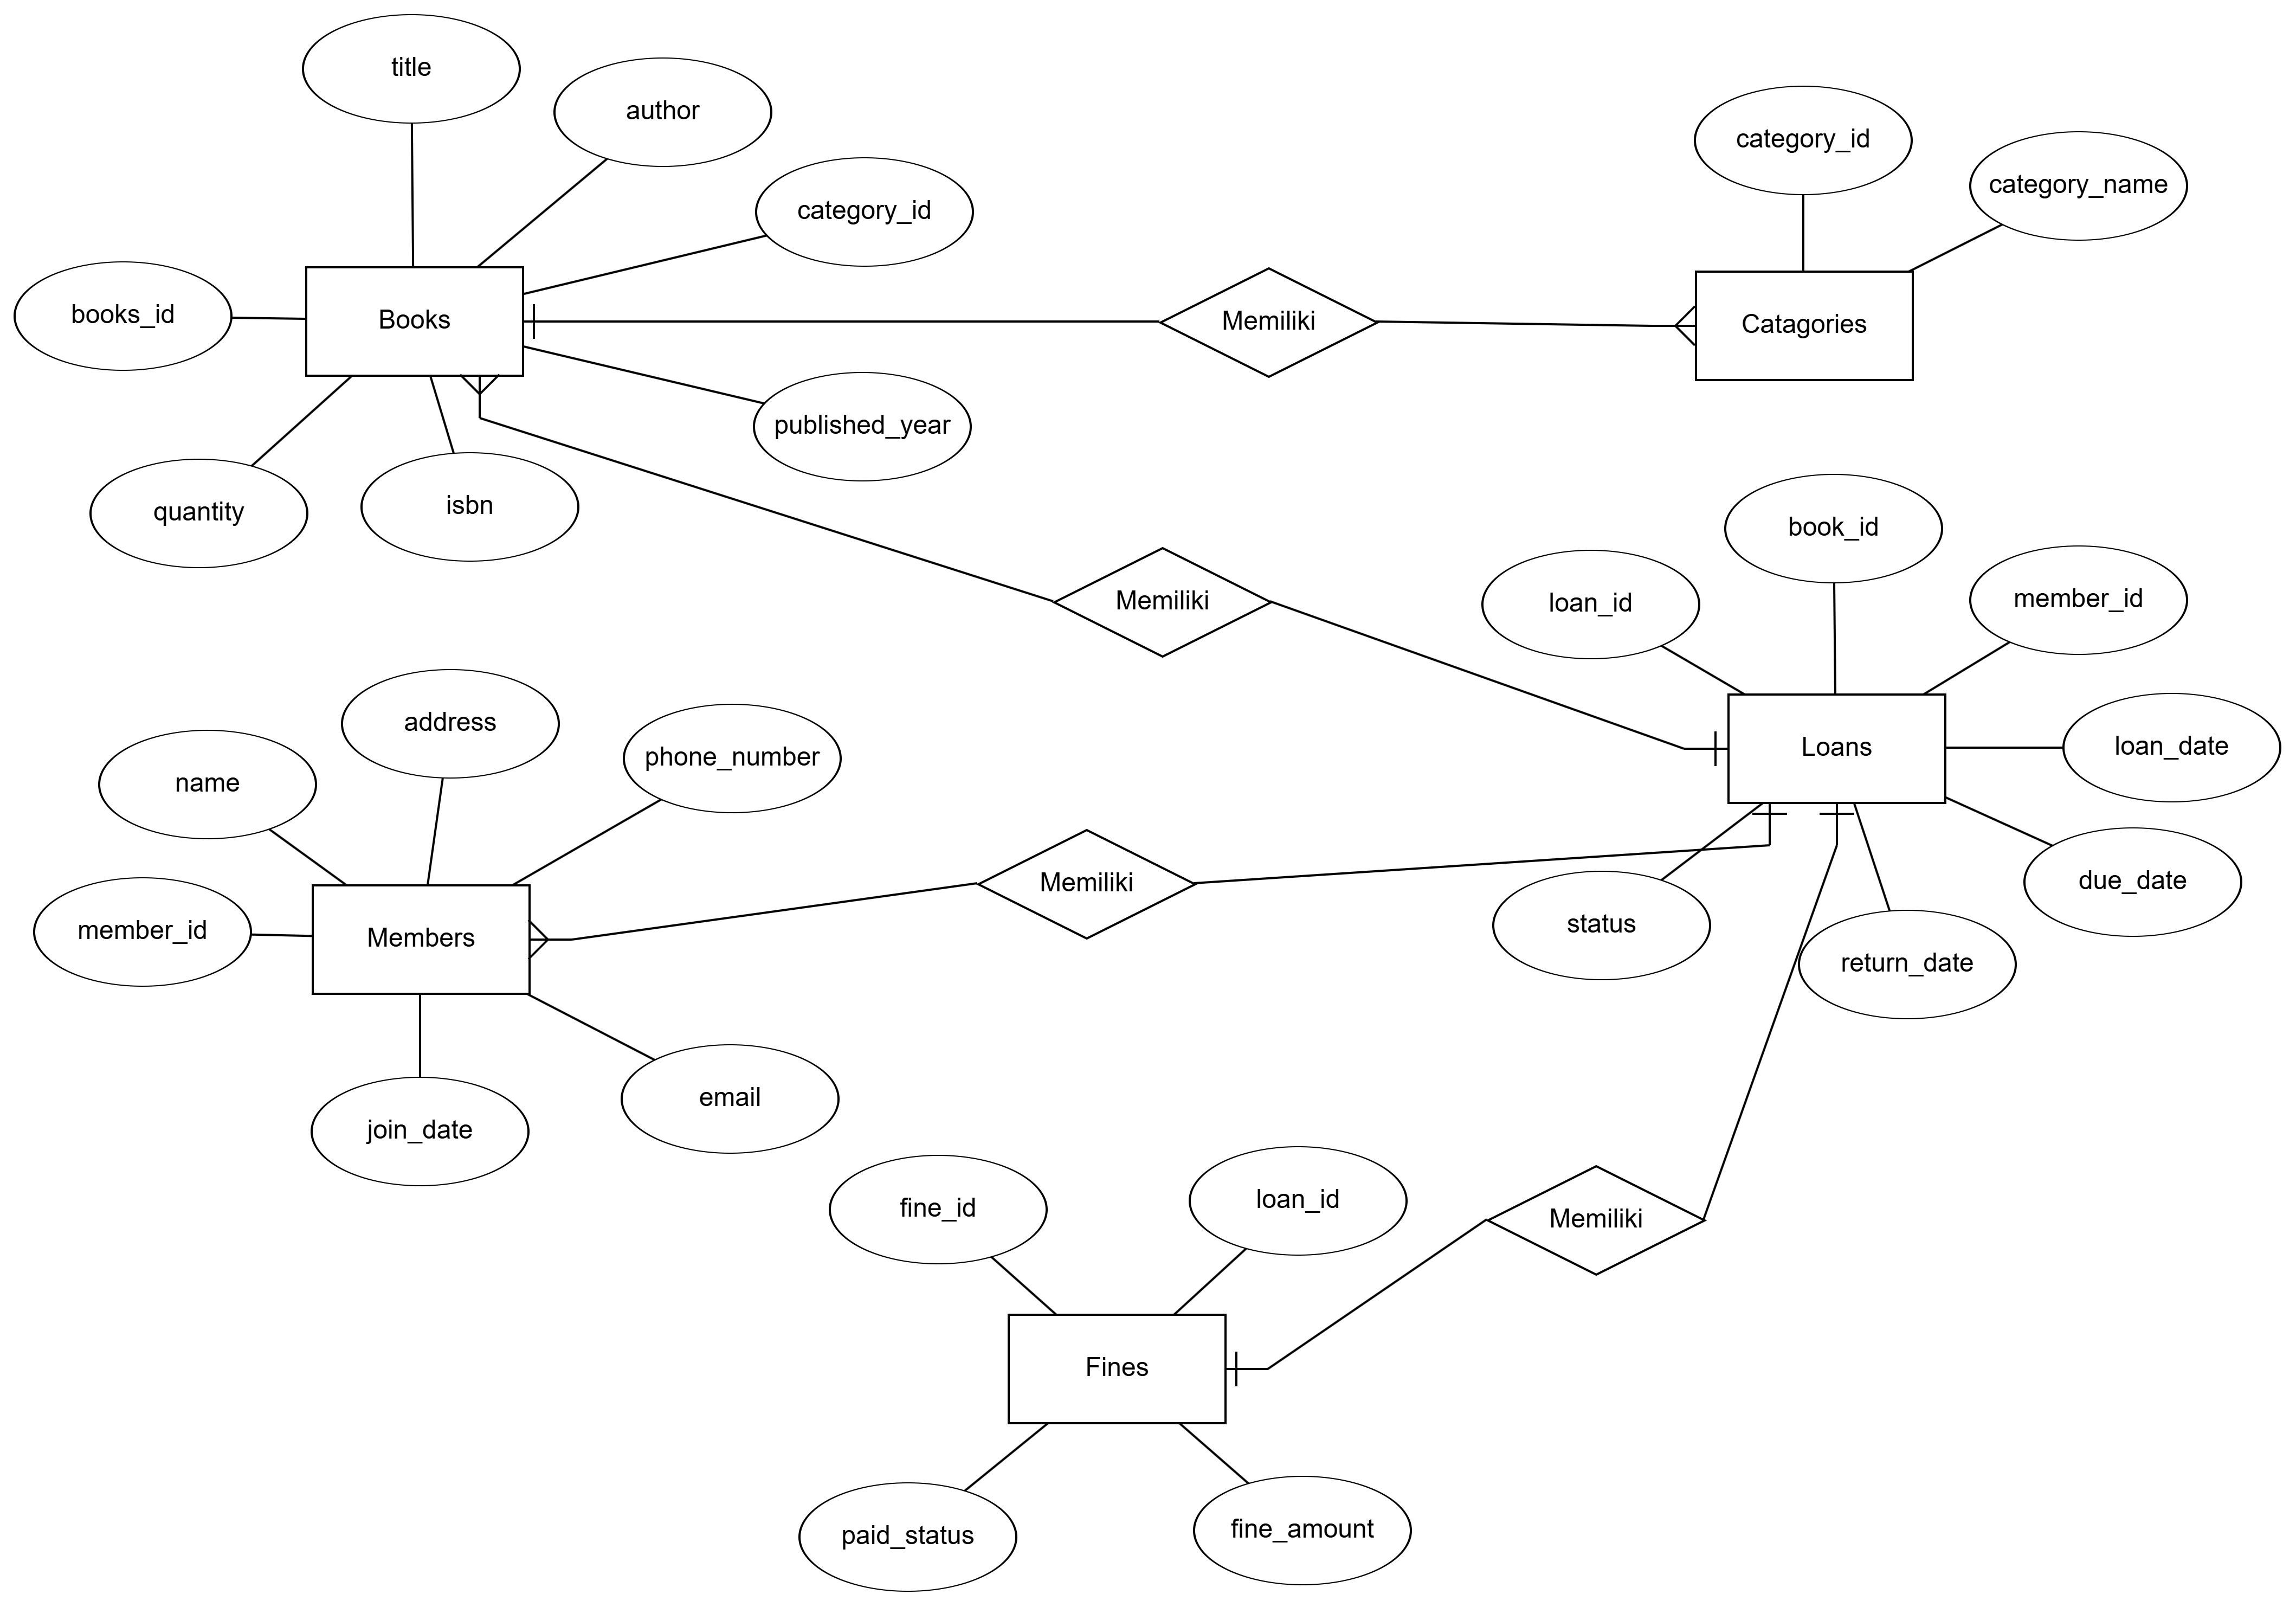 title
author
category_id
category_id
category_name
books_id
Books
Memiliki
Catagories
published_year
quantity
isbn
book_id
Memiliki
loan_id
member_id
address
name
phone_number
Loans
loan_date
Memiliki
due_date
member_id
Members
status
return_date
email
join_date
fine_id
loan_id
Memiliki
Fines
paid_status
fine_amount